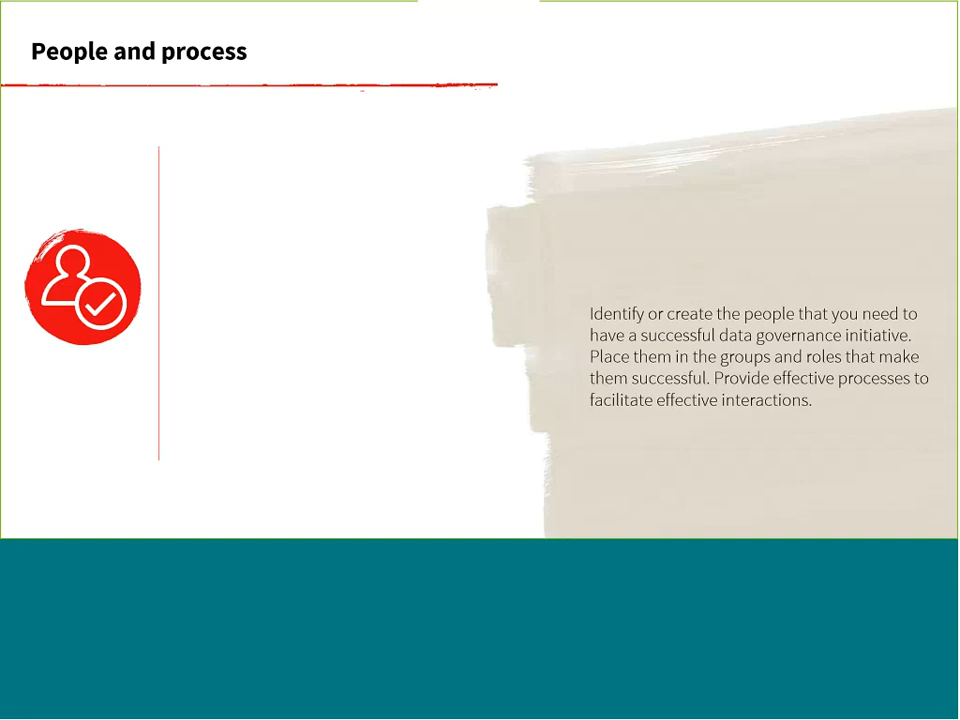 People and process
Identify or create the people that you need to
have a successful data governance initiative.
Place them in the groups and roles that make
them successful. Provide effective processes to
facilitate effective interactions.